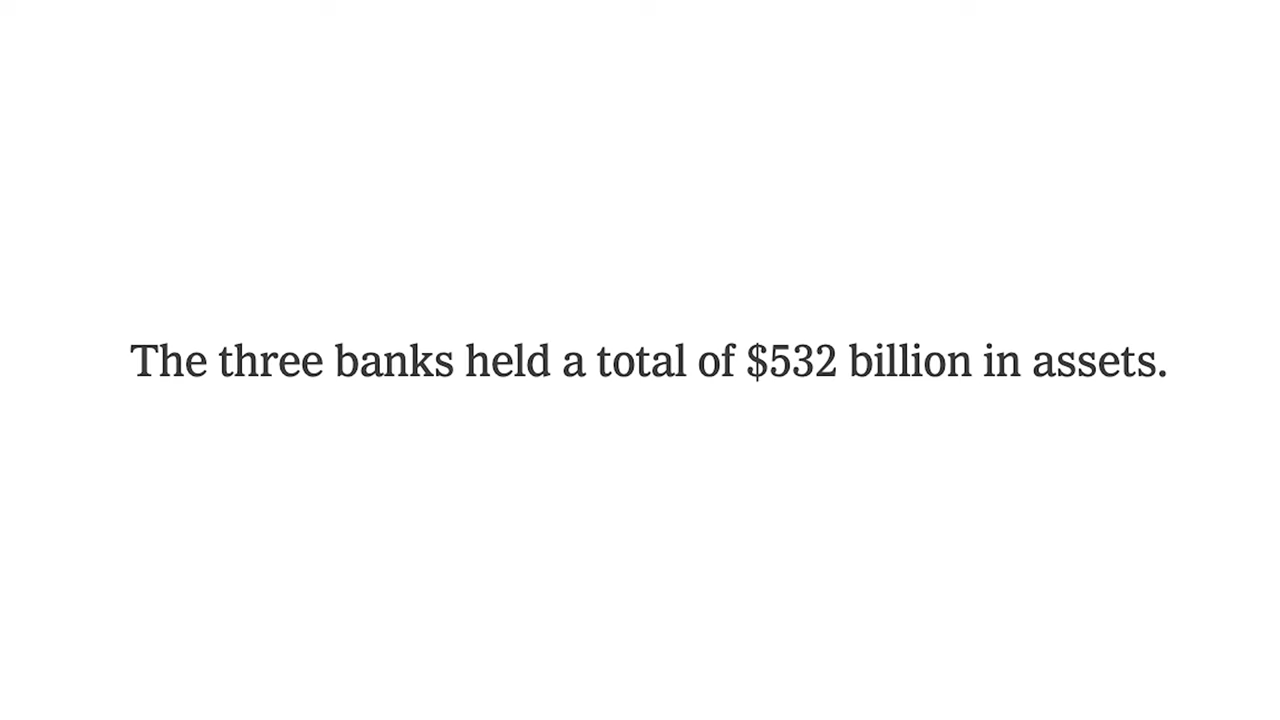 The three banks held a total of $532 billion in assets.